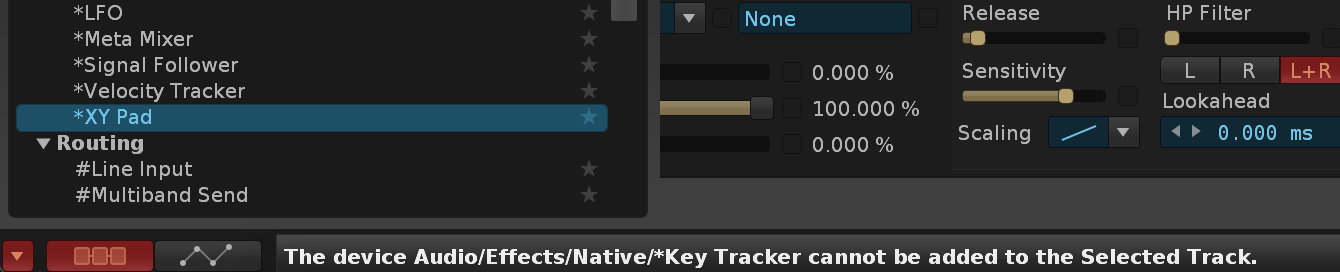 *LFO
*Meta Mixer
*Signal Follower
*Velocity Tracker
*XY Pad
Routing
#Line Input
#Multiband Send
None
0.000 %
100.000 %
0.000 %
Release
Sensitivity
Scaling
HP Filter
L R L+R
Lookahead
0.000 ms
The device Audio/Effects/Native/*Key Tracker cannot be added to the Selected Track.